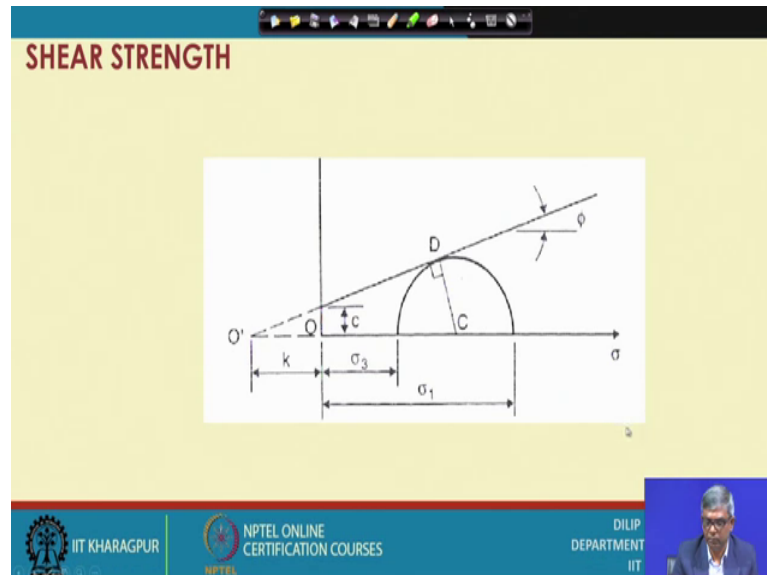 SHEAR STRENGTH
D
ϕ
O'
O
c
C
σ
k
σ3
σ1
IIT KHARAGPUR
NPTEL
NPTEL ONLINE
CERTIFICATION COURSES
DILIP
DEPARTMENT
IIT